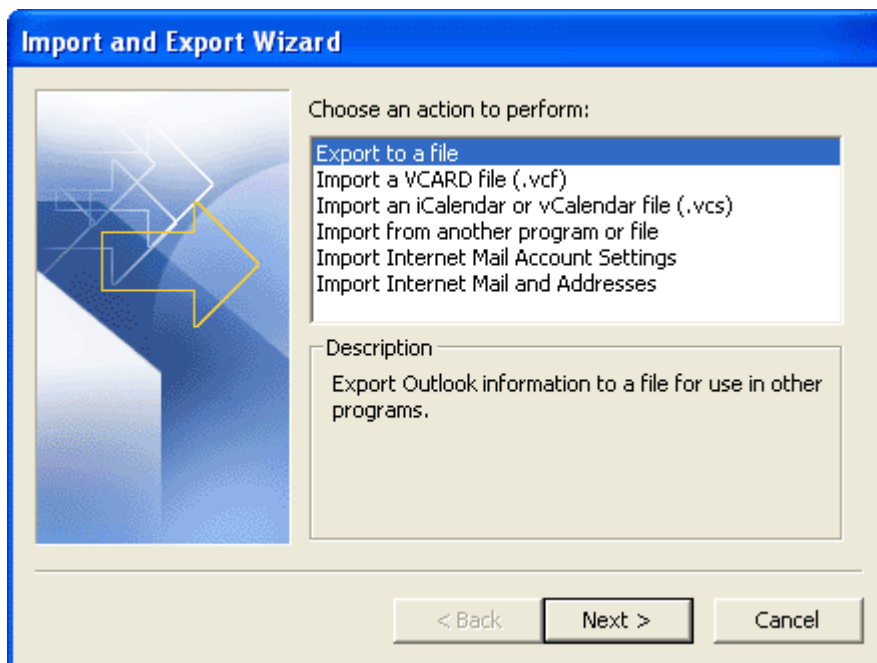 Import and Export Wizard
Choose an action to perform:
Export to a file
Import a VCARD file (.vcf)
Import an iCalendar or vCalendar file (.vcs)
Import from another program or file
Import Internet Mail Account Settings
Import Internet Mail and Addresses
Description
Export Outlook information to a file for use in other
programs.
< Back
Next >
Cancel